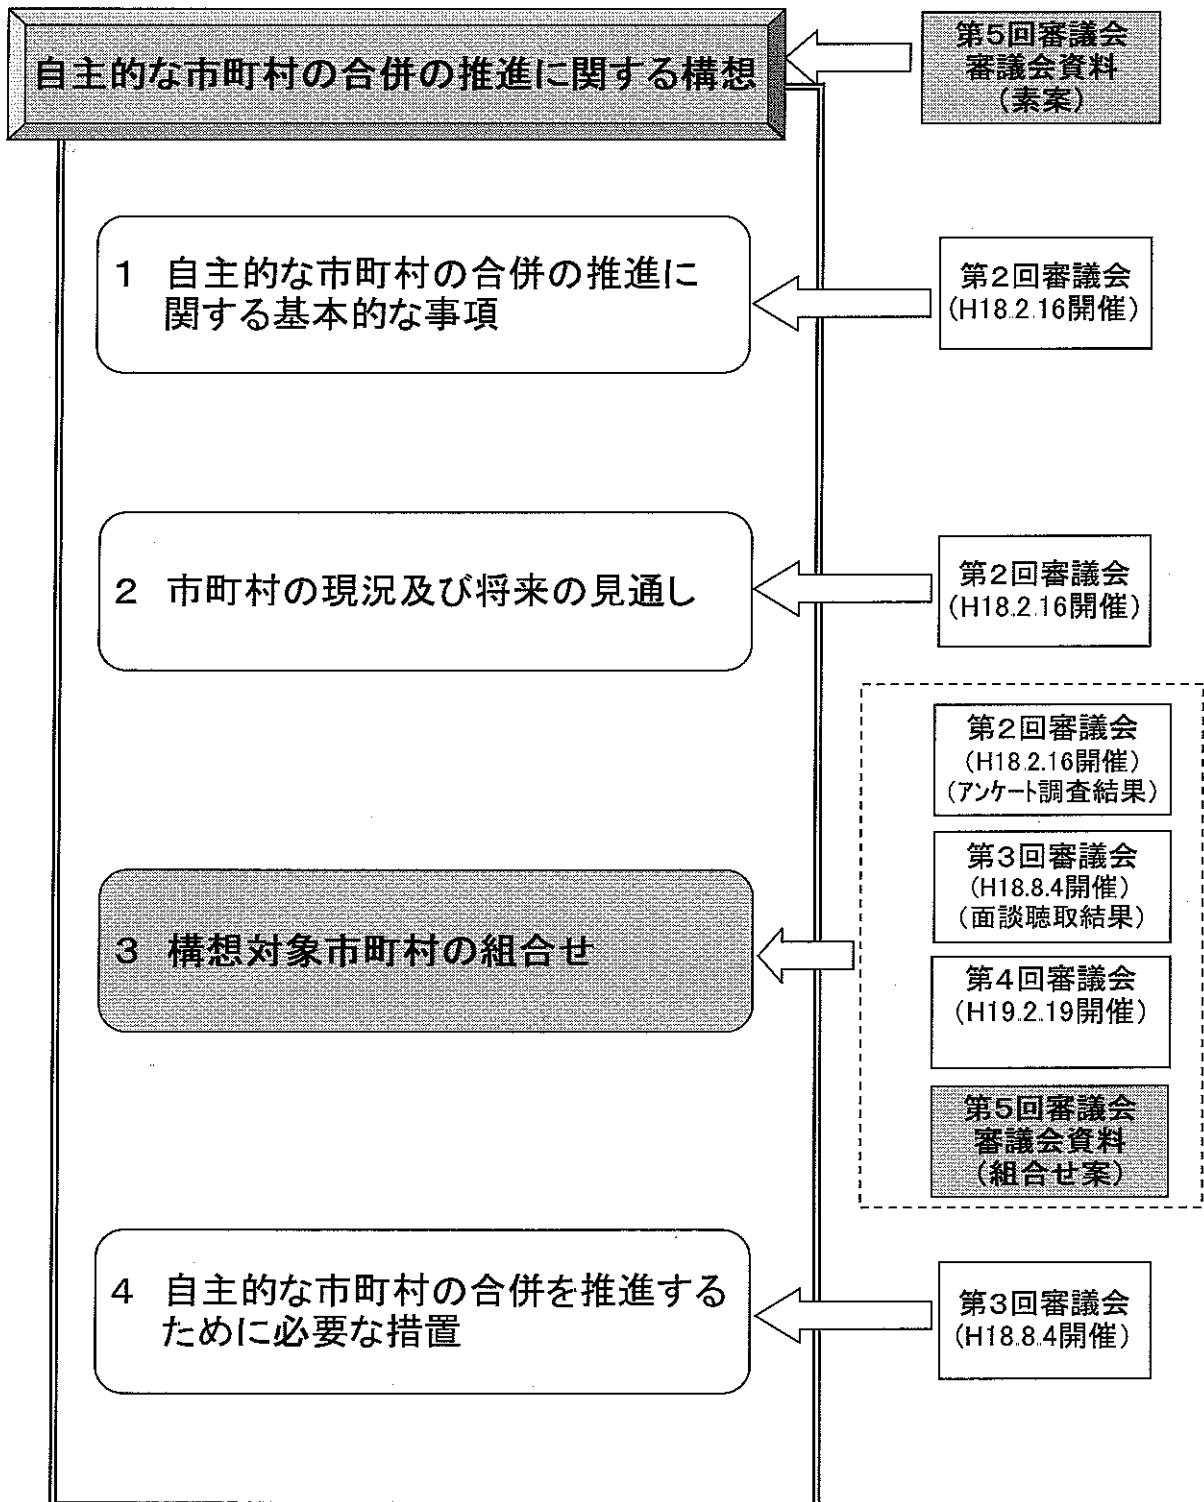 自主的な市町村の合併の推進に関する構想
第5回審議会
審議会資料
(素案)
1 自主的な市町村の合併の推進に
関する基本的な事項
第2回審議会
(H18.2.16開催)
2 市町村の現況及び将来の見通し
第2回審議会
(H18.2.16開催)
3 構想対象市町村の組合せ
第2回審議会
(H18.2.16開催)
(アンケート調査結果)
第3回審議会
(H18.8.4開催)
(面談聴取結果)
第4回審議会
(H19.2.19開催)
第5回審議会
審議会資料
(組合せ案)
4 自主的な市町村の合併を推進する
ために必要な措置
第3回審議会
(H18.8.4開催)